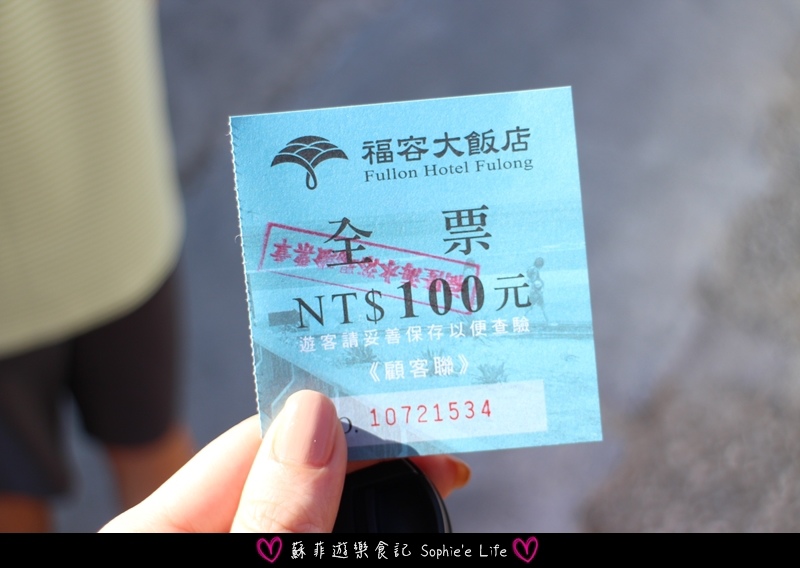 福容大飯店
Fullon Hotel Fulong
全 票
NT$100元
遊客請妥善保存以便查驗
《顧客聯》
10721534
蘇菲遊樂食記 Sophie'e Life